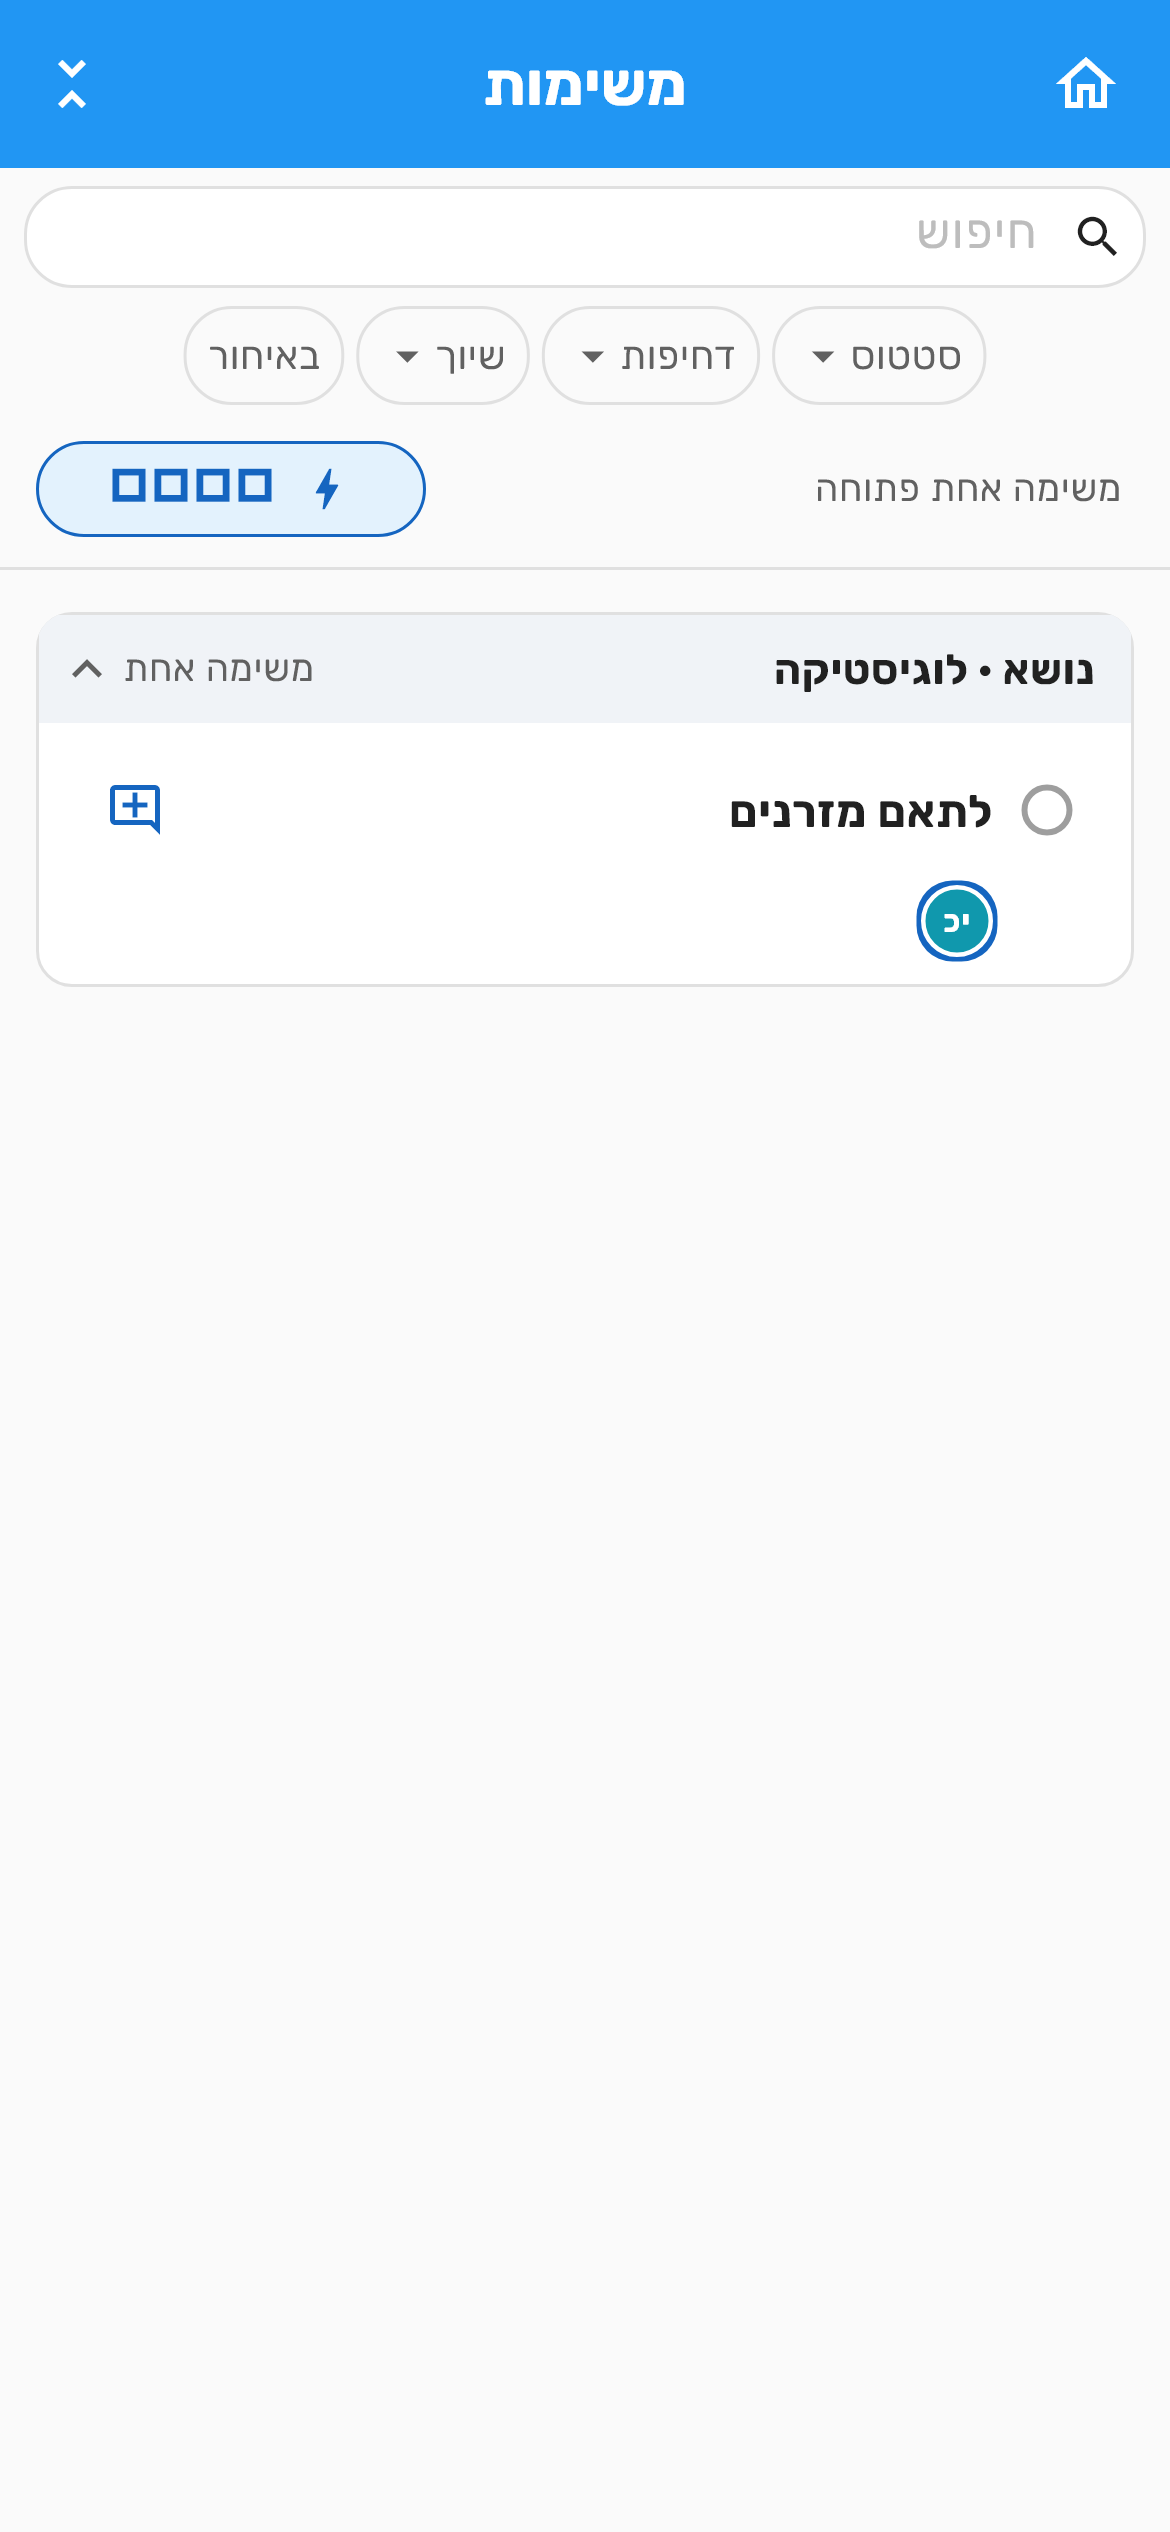 משימות
חיפוש
סטטוס דחיפות שיוך באיחור
משימה אחת פתוחה
נושא • לוגיסטיקה משימה אחת
לתאם מזרנים
יכ